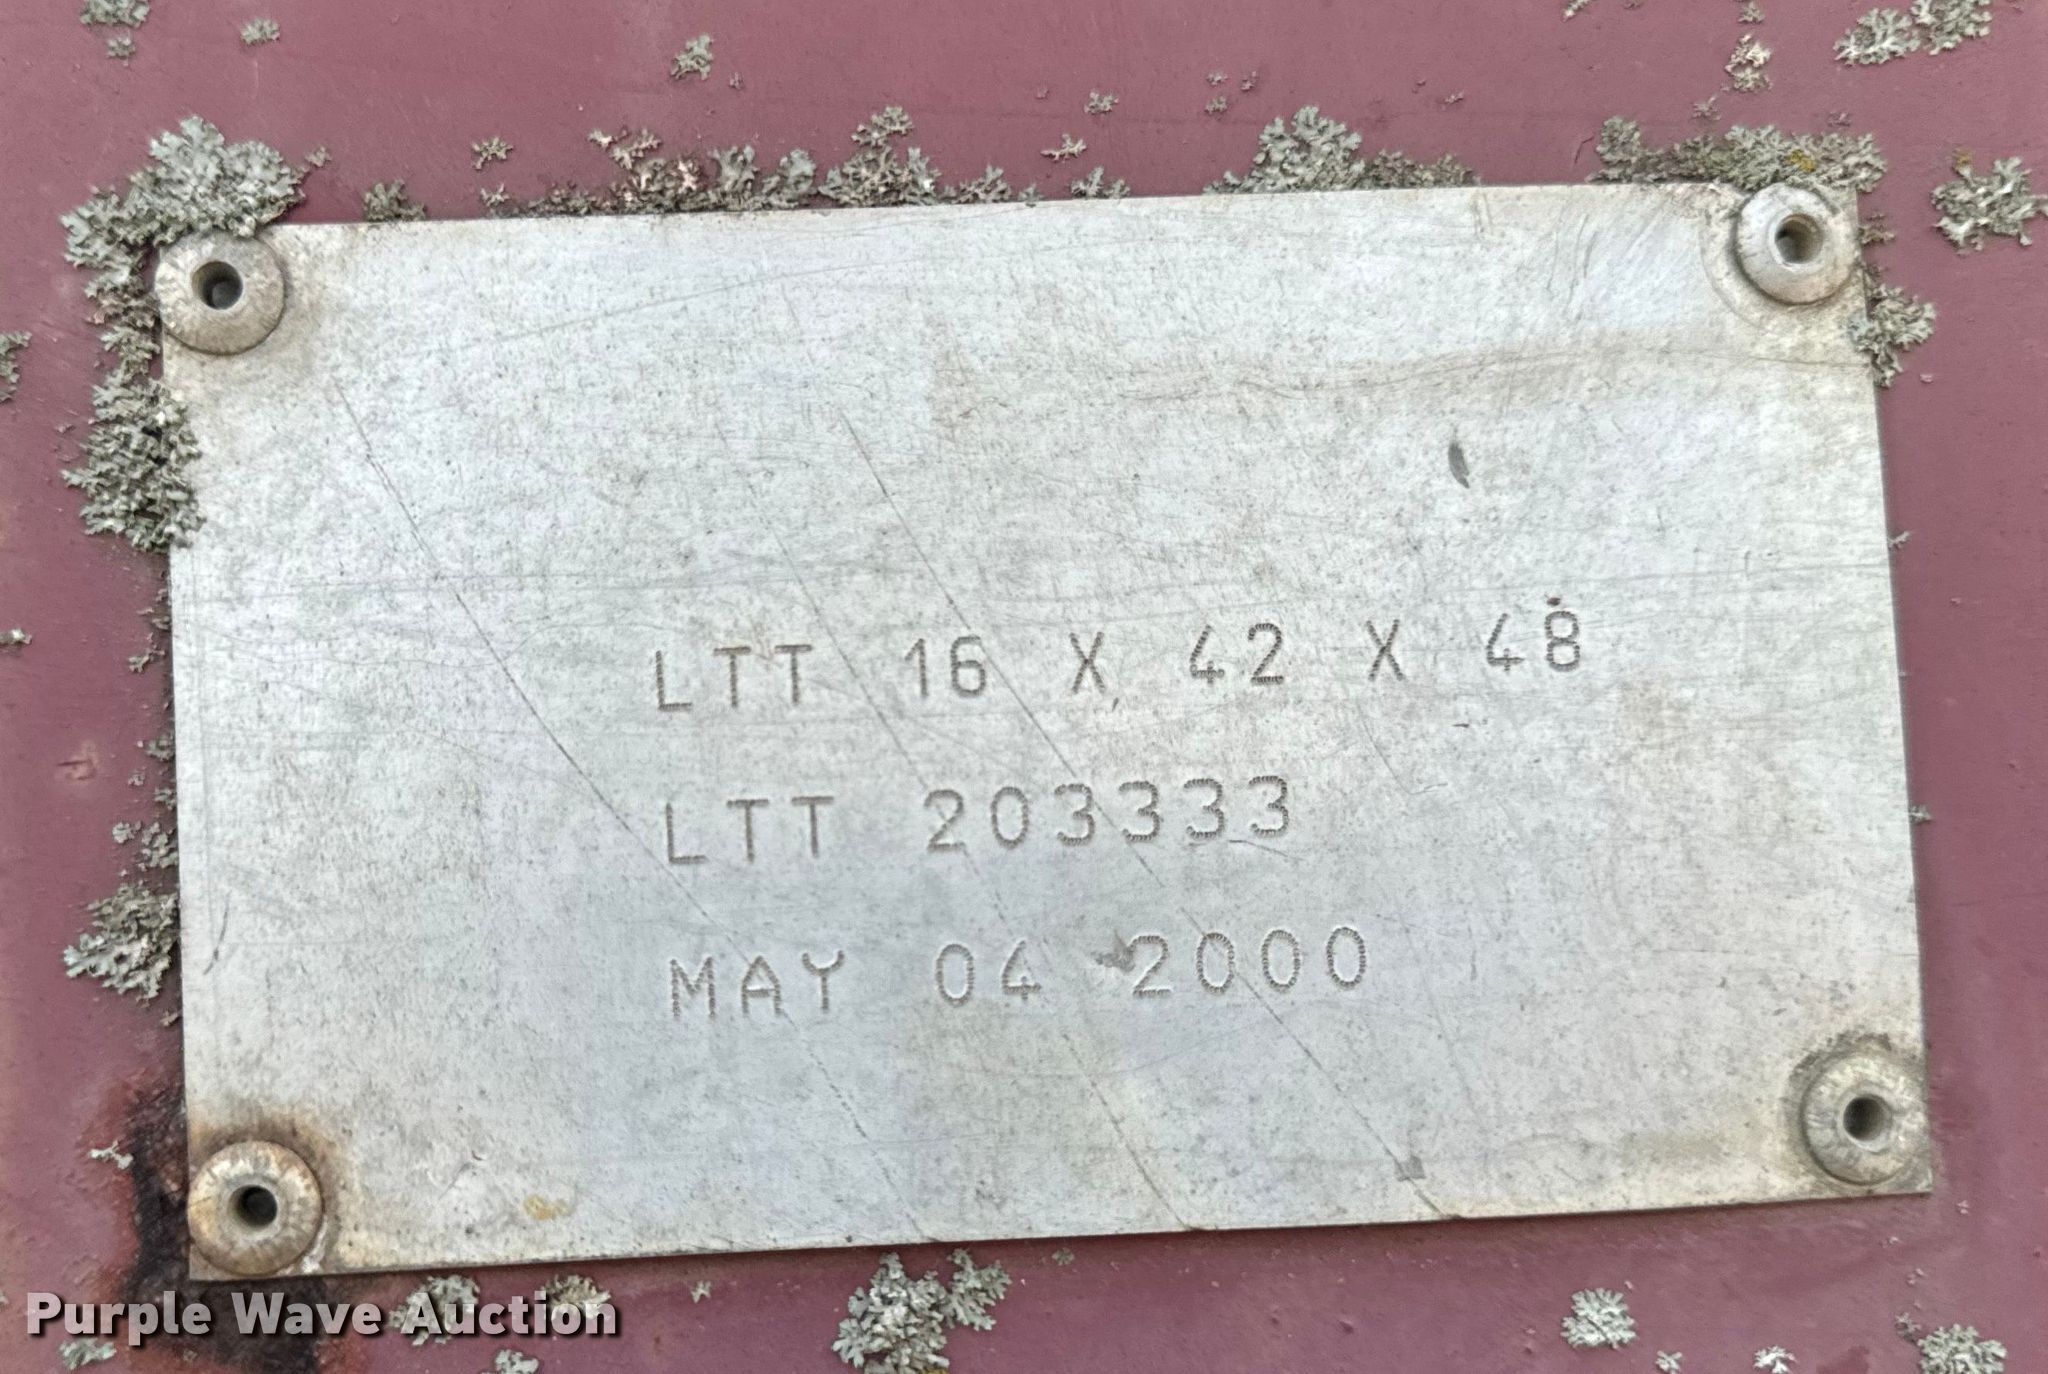 LTT 16 X 42 X 48
LTT 203333
MAY 04 2000
Purple Wave Auction